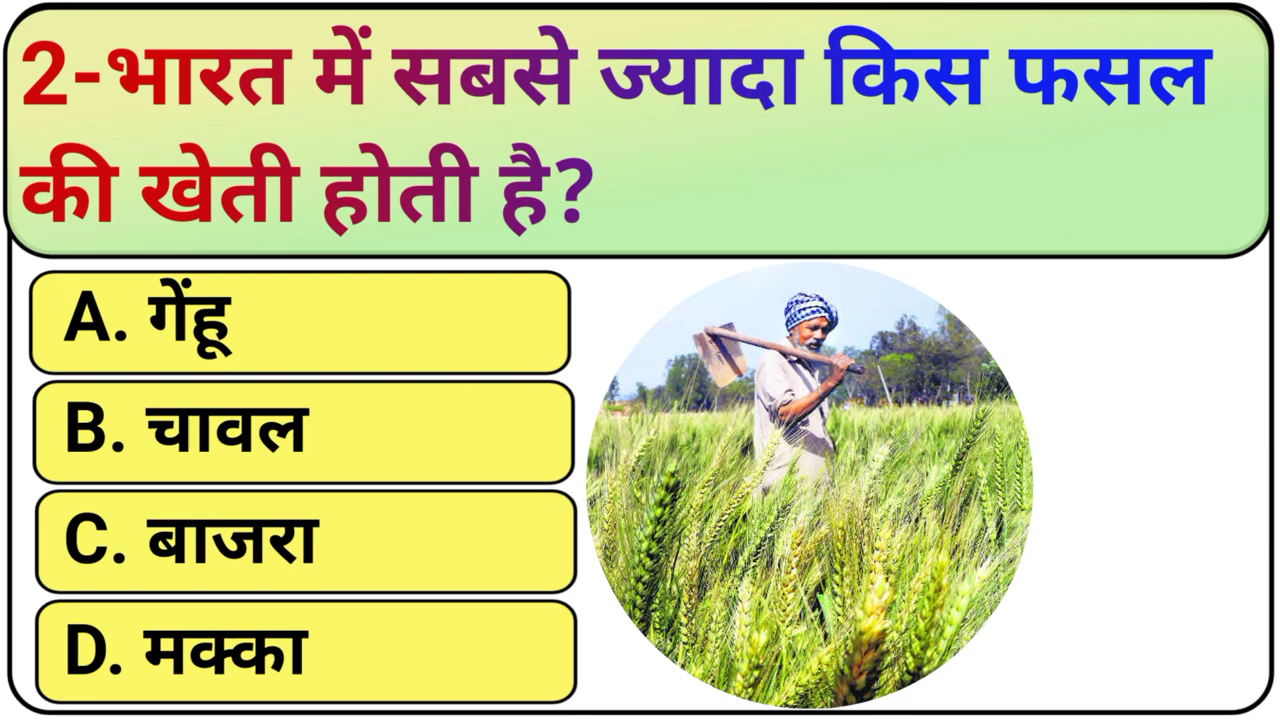 2-भारत में सबसे ज्यादा किस फसल
की खेती होती है?
A. गेंहू
B. चावल
C. बाजरा
D. मक्का